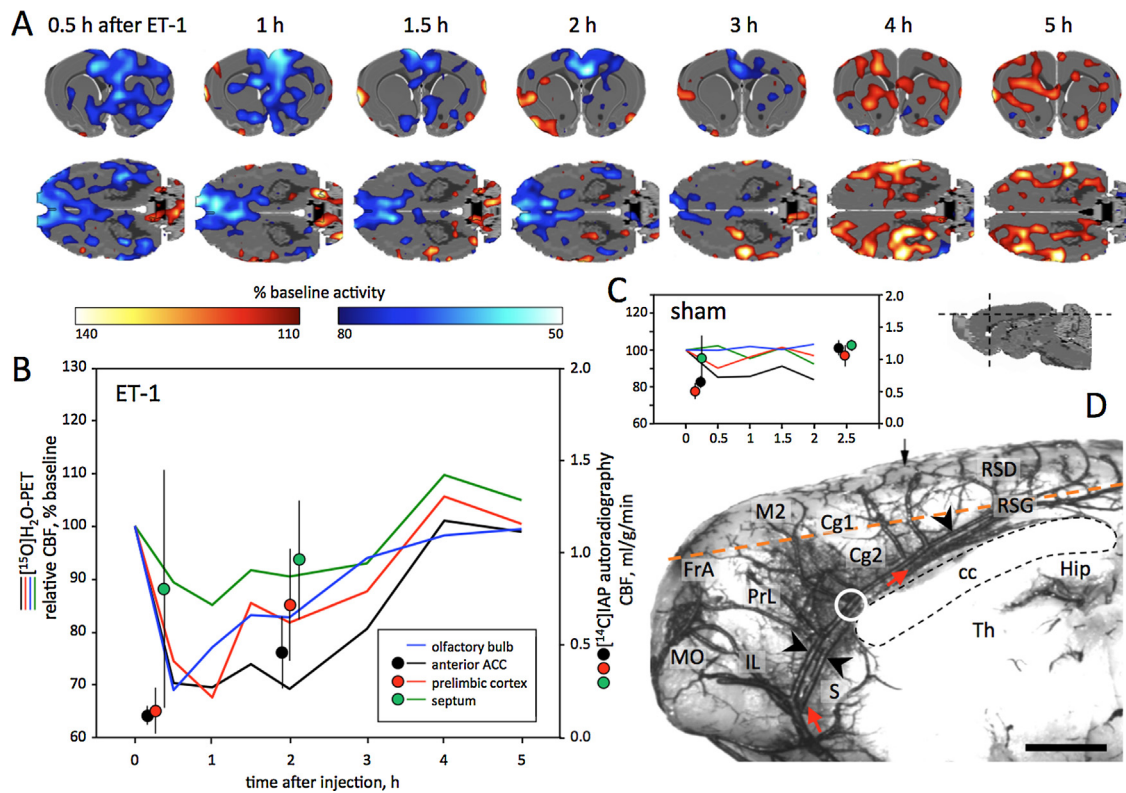 A
0.5 h after ET-1 1 h 1.5 h 2 h 3 h 4 h 5 h
% baseline activity
140 110 80 50
C
sham
120
100
80
60
2.0
1.5
1.0
0.5
0.0
0 0.5 1 1.5 2 2.5
B
ET-1
[¹⁵O]H₂O-PET
relative CBF, % baseline
130
120
110
100
90
80
70
60
2.0
1.5
1.0
0.5
0.0
[¹⁴C]IAP autoradiography
CBF, ml/g/min
olfactory bulb
anterior ACC
prelimbic cortex
septum
0 1 2 3 4 5
time after injection, h
D
RSD
RSG
M2
Cg1
Cg2
FrA
PrL
cc
Hip
Th
MO
IL
S